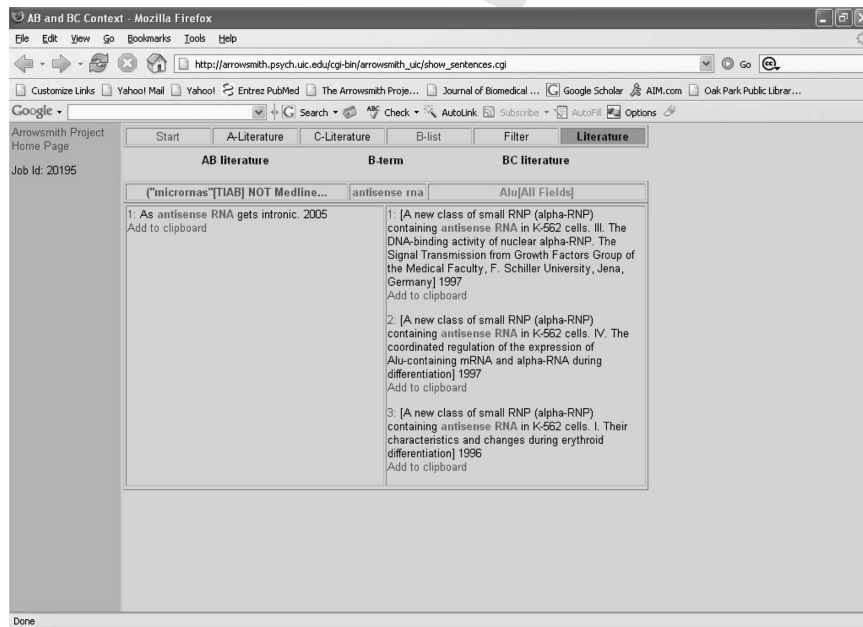 AB and BC Context - Mozilla Firefox
File Edit View Go Bookmarks Tools Help
http://arrowsmith.psych.uic.edu/cgi-bin/arrowsmith_uic/show_sentences.cgi
Go
Customize Links Yahoo! Mail Yahoo! Entrez PubMed The Arrowsmith Proje... Journal of Biomedical ... Google Scholar AIM.com Oak Park Public Librar...
Google Search Check AutoLink Subscribe AutoFill Options
Arrowsmith Project
Home Page
Job Id: 20195
Start A-Literature C-Literature B-list Filter Literature
AB literature B-term BC literature
("micrornas"[TIAB] NOT Medline... antisense rna Alu[All Fields]
1: As antisense RNA gets intronic. 2005
Add to clipboard
1: [A new class of small RNP (alpha-RNP)
containing antisense RNA in K-562 cells. III. The
DNA-binding activity of nuclear alpha-RNP. The
Signal Transmission from Growth Factors Group of
the Medical Faculty, F. Schiller University, Jena,
Germany] 1997
Add to clipboard
2: [A new class of small RNP (alpha-RNP)
containing antisense RNA in K-562 cells. IV. The
coordinated regulation of the expression of
Alu-containing mRNA and alpha-RNA during
differentiation] 1997
Add to clipboard
3: [A new class of small RNP (alpha-RNP)
containing antisense RNA in K-562 cells. I. Their
characteristics and changes during erythroid
differentiation] 1996
Add to clipboard
Done